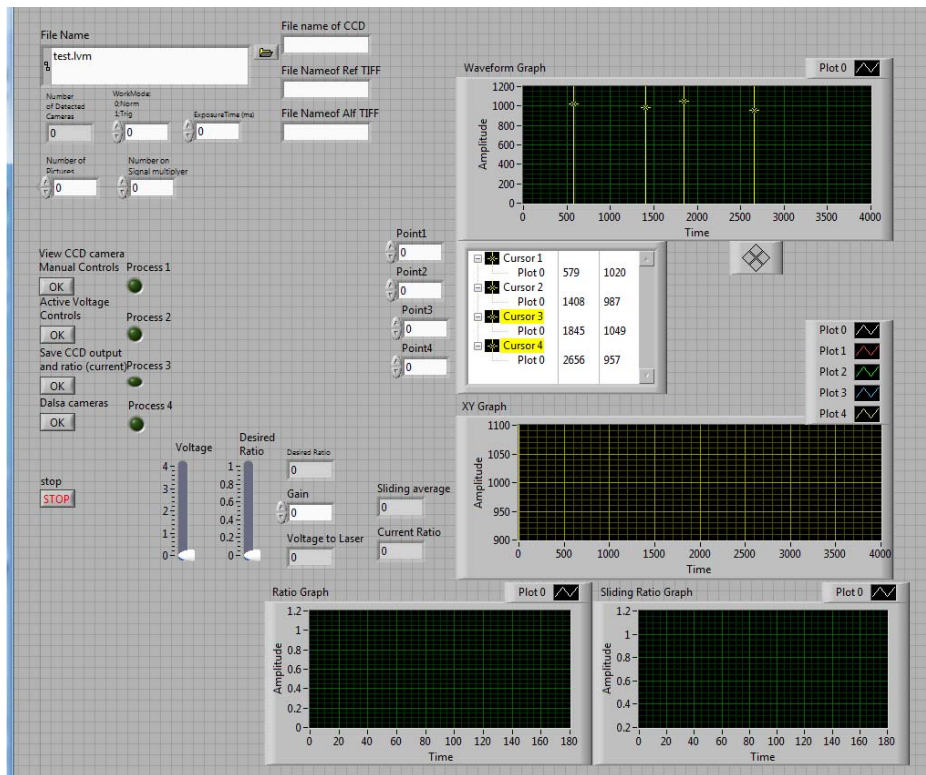 File Name
test.lvm
File name of CCD
File Nameof Ref TIFF
File Nameof Alf TIFF
Number
of Detected
Cameras
0
WorkMode:
0:Norm
1:Trig
0
ExposureTime (ms)
0
Number of
Pictures
0
Number on
Signal multiplyer
0
Waveform Graph
Plot 0
1200
1000
800
600
400
200
0
Amplitude
0 500 1000 1500 2000 2500 3000 3500 4000
Time
Point1
0
Point2
0
Point3
0
Point4
0
Cursor 1
Plot 0 579 1020
Cursor 2
Plot 0 1408 987
Cursor 3
Plot 0 1845 1049
Cursor 4
Plot 0 2656 957
View CCD camera
Manual Controls Process 1
OK
Active Voltage
Controls Process 2
OK
Save CCD output
and ratio (current) Process 3
OK
Dalsa cameras Process 4
OK
stop
STOP
Voltage
4
3
2
1
0
Desired
Ratio
1
0.8
0.6
0.4
0.2
0
Desired Ratio
0
Gain
0
Voltage to Laser
0
Sliding average
0
Current Ratio
0
Plot 0
Plot 1
Plot 2
Plot 3
Plot 4
XY Graph
1100
1050
1000
950
900
Amplitude
0 500 1000 1500 2000 2500 3000 3500 4000
Time
Ratio Graph
Plot 0
1.2
1
0.8
0.6
0.4
0.2
0
Amplitude
0 20 40 60 80 100 120 140 160 180
Time
Sliding Ratio Graph
Plot 0
1.2
1
0.8
0.6
0.4
0.2
Amplitude
0 20 40 60 80 100 120 140 160 180
Time